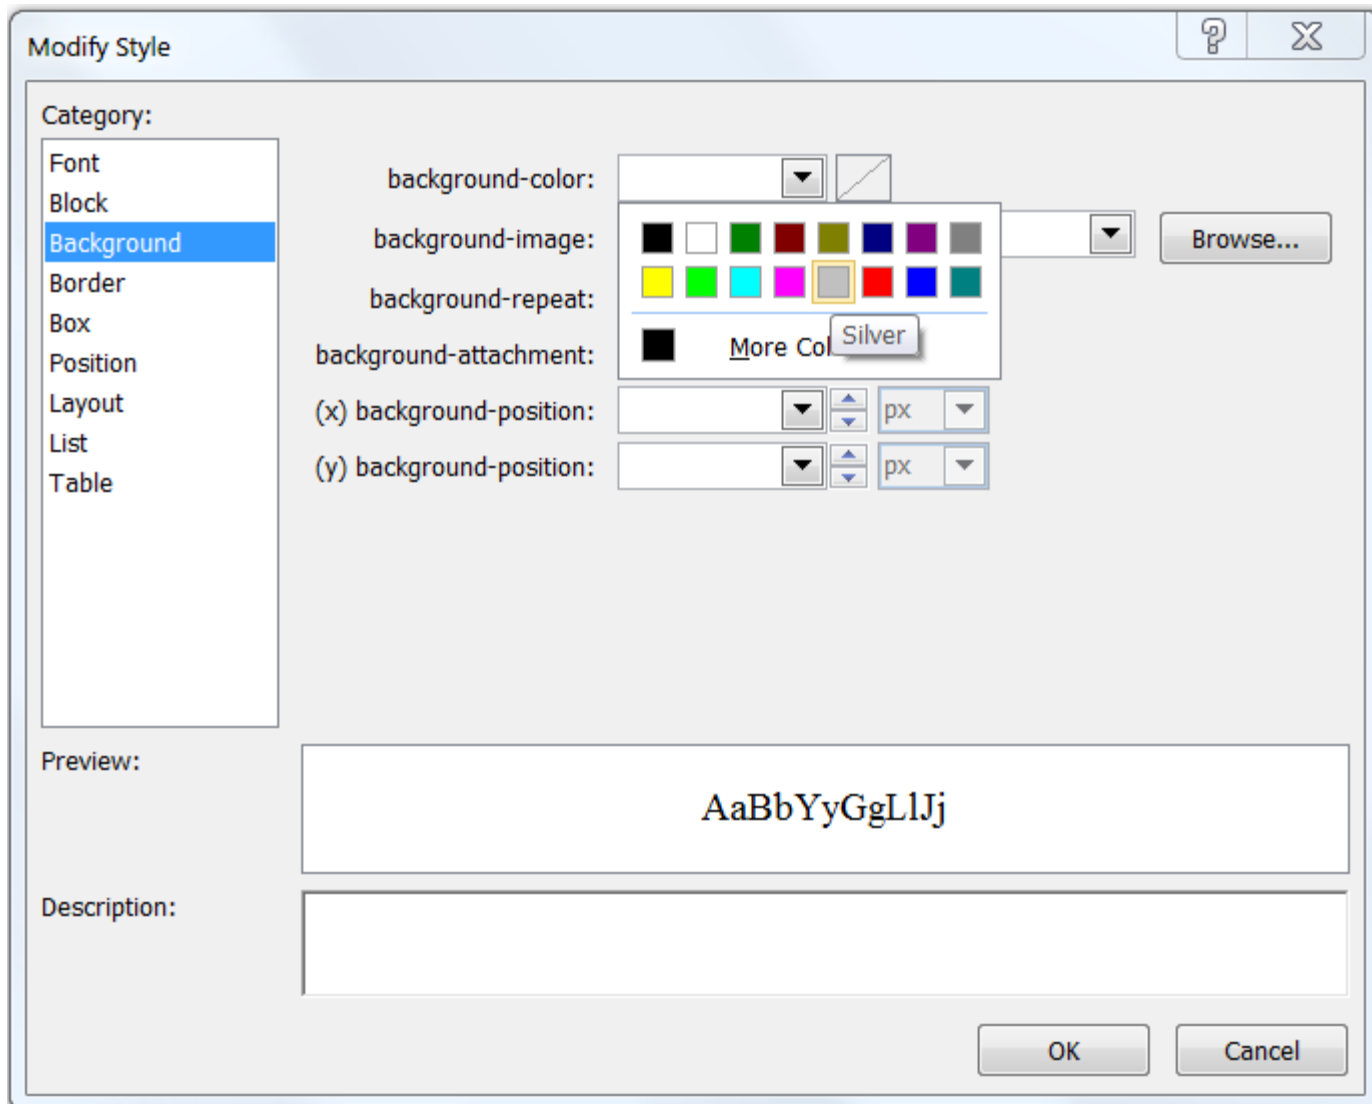 Modify Style
Category:
Font
Block
Background
Border
Box
Position
Layout
List
Table
background-color:
background-image:
Browse...
background-repeat:
background-attachment:
More Col
Silver
(x) background-position:
px
(y) background-position:
px
Preview:
AaBbYyGgLlJj
Description:
OK
Cancel